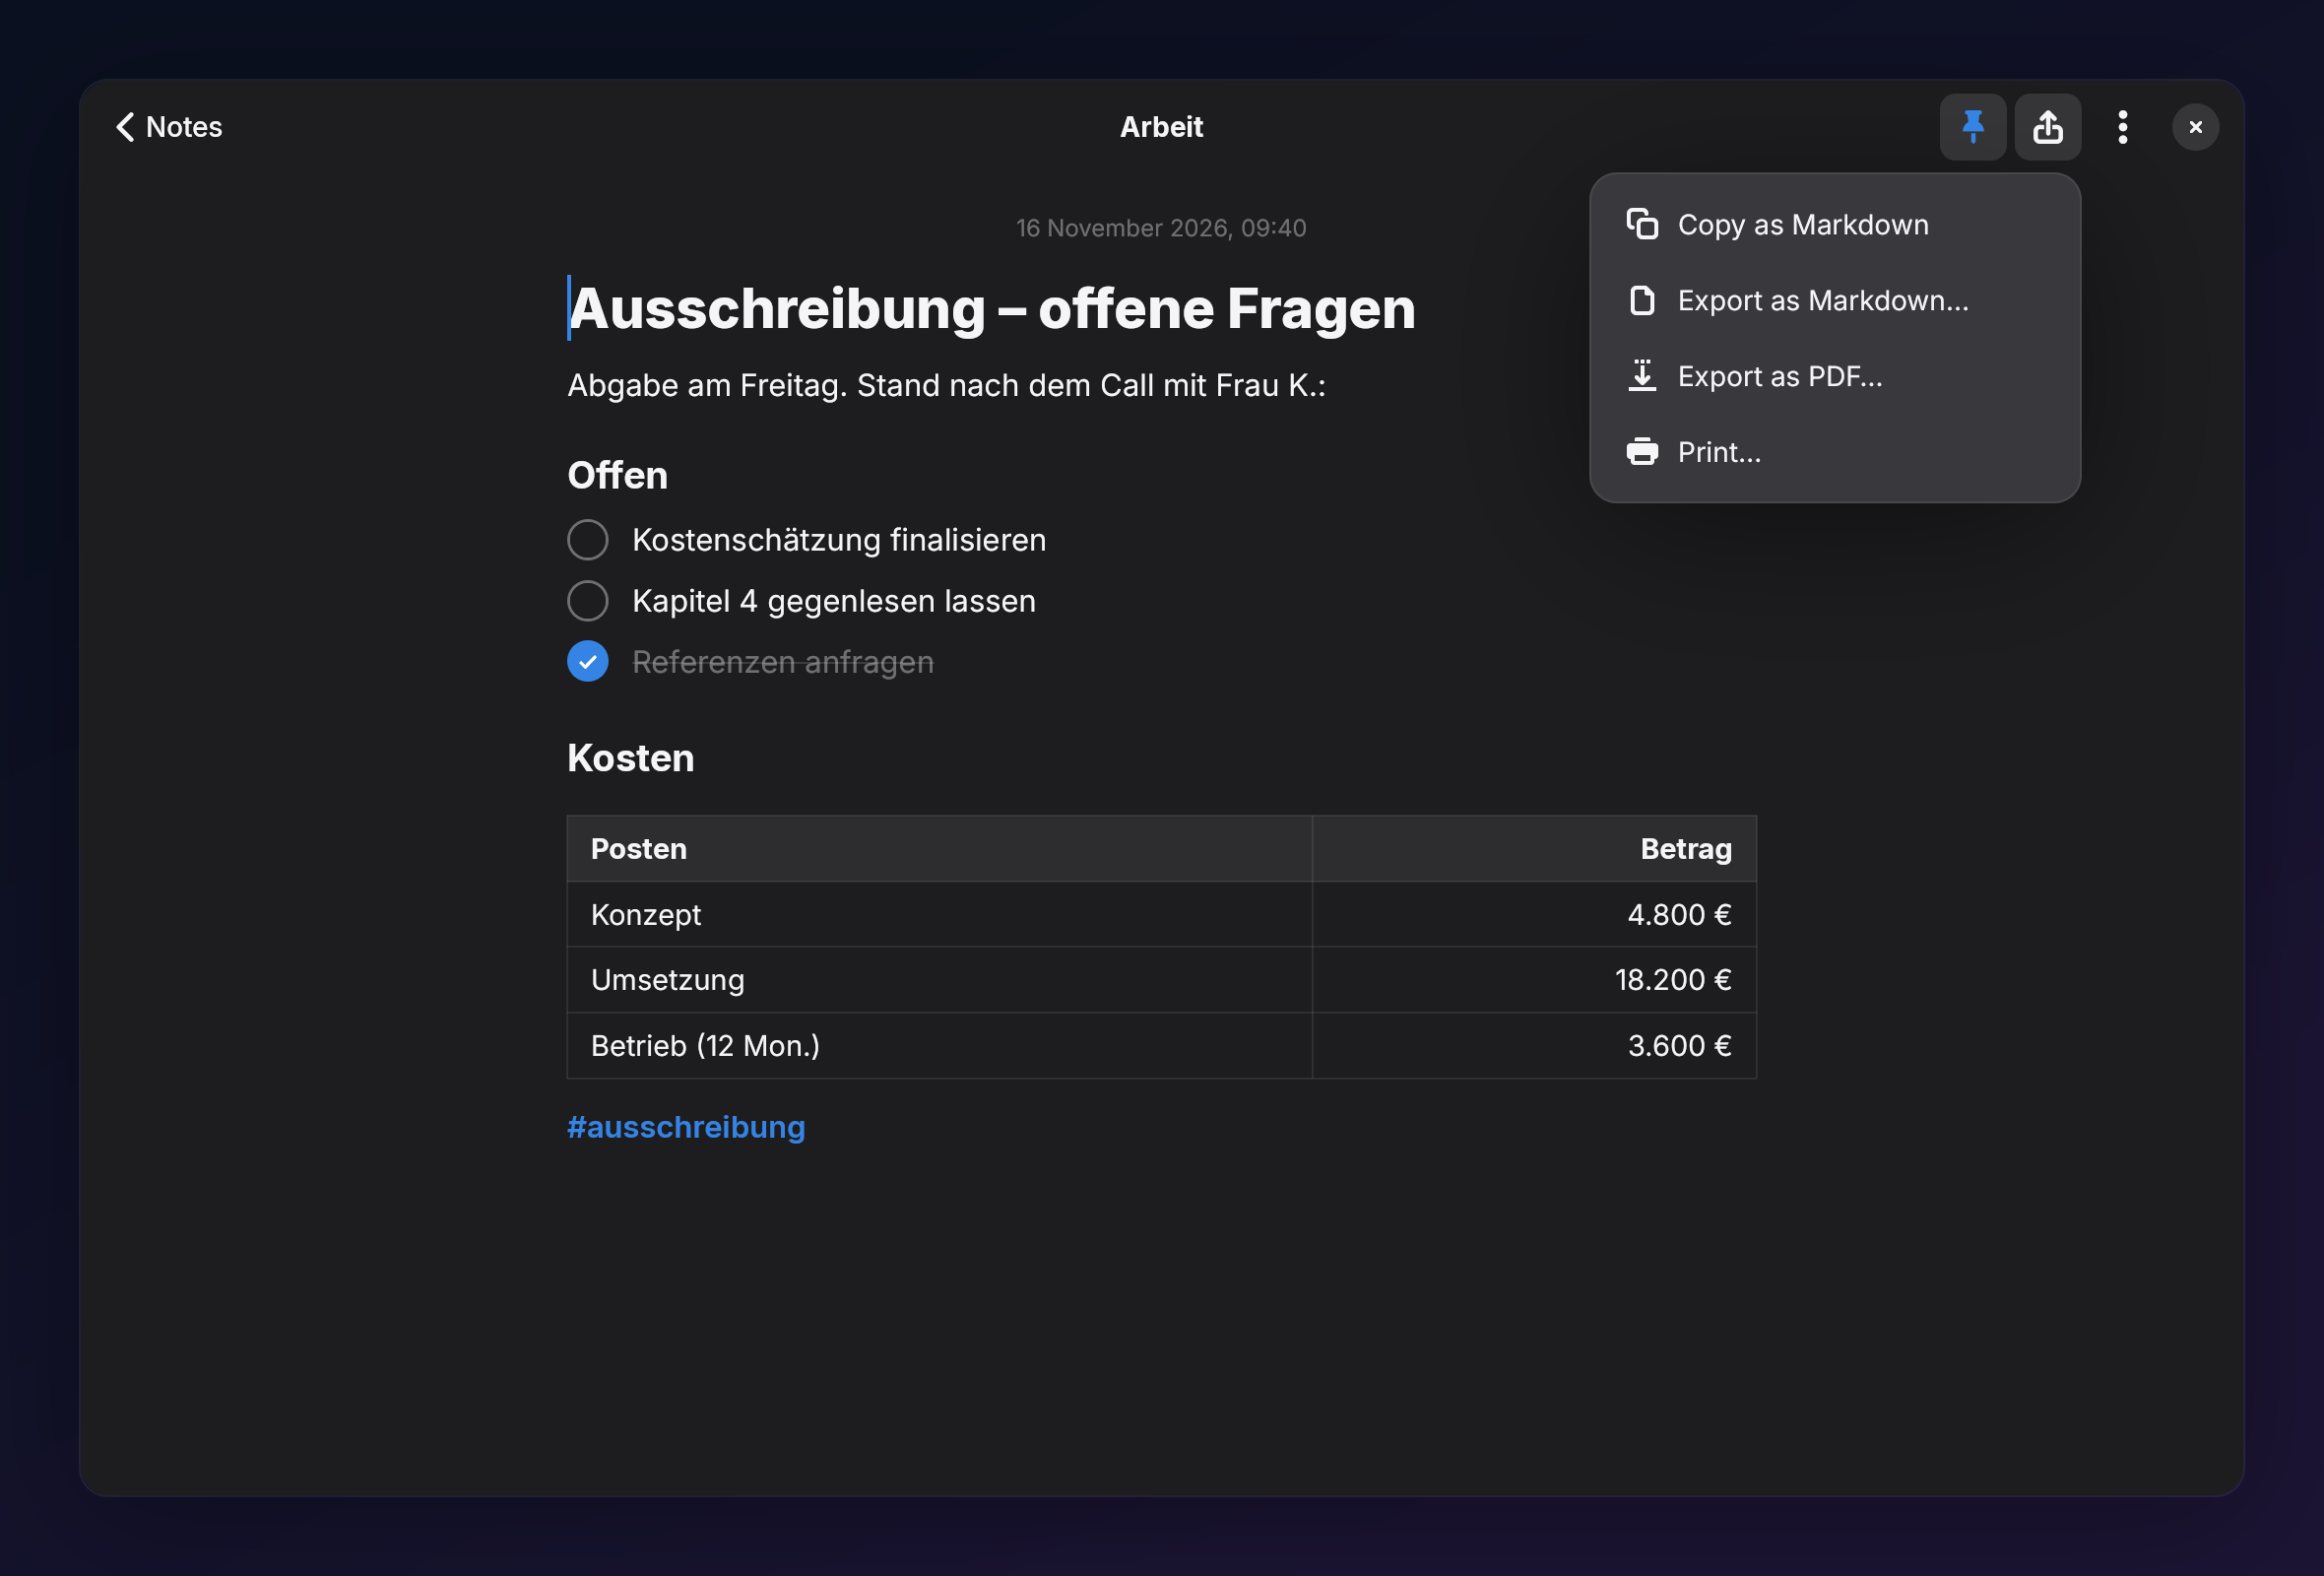 Notes
Arbeit
Copy as Markdown
Export as Markdown...
Export as PDF...
Print...
16 November 2026, 09:40
Ausschreibung – offene Fragen
Abgabe am Freitag. Stand nach dem Call mit Frau K.:
Offen
Kostenschätzung finalisieren
Kapitel 4 gegenlesen lassen
Referenzen anfragen
Kosten
Posten Betrag
Konzept 4.800 €
Umsetzung 18.200 €
Betrieb (12 Mon.) 3.600 €
#ausschreibung